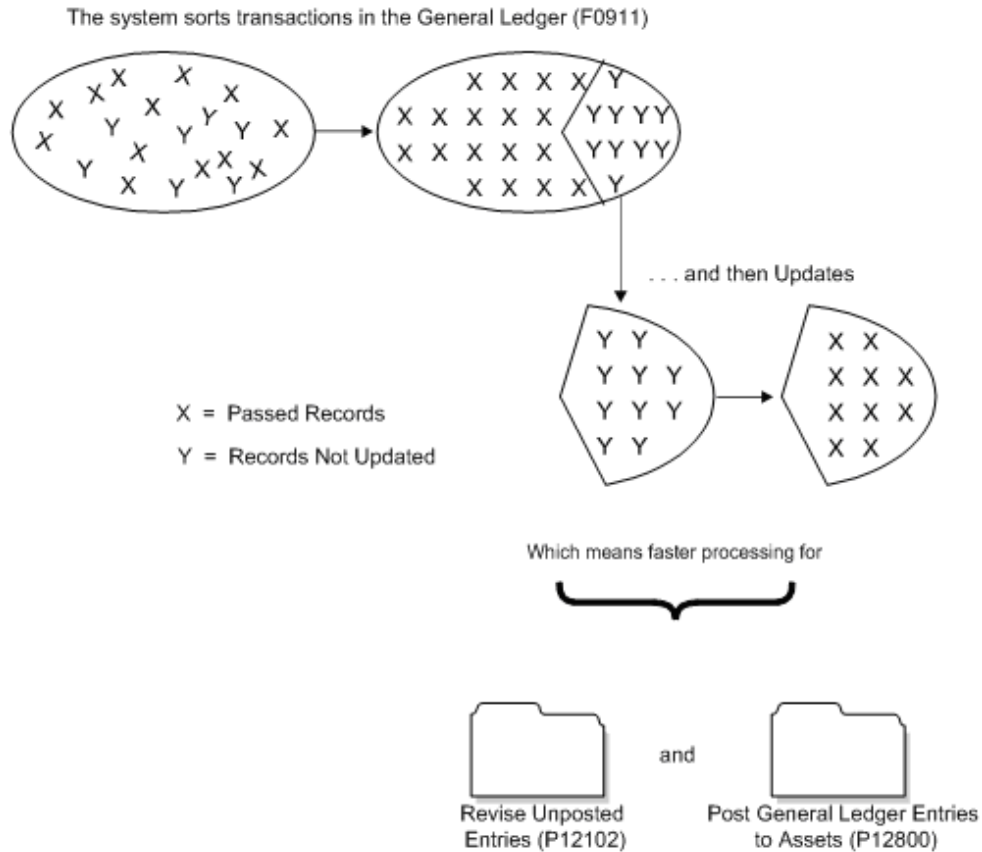 The system sorts transactions in the General Ledger (F0911)
X X
X X
X X Y
Y Y Y X
X X X
Y X X
X Y Y
X X X X Y
X X X X X Y Y Y Y
X X X X X Y Y Y Y
X X X X Y
. . . and then Updates
Y Y
Y Y Y
Y Y Y
Y Y
X X
X X X
X X X
X X
X = Passed Records
Y = Records Not Updated
Which means faster processing for
and
Revise Unposted
Entries (P12102)
Post General Ledger Entries
to Assets (P12800)